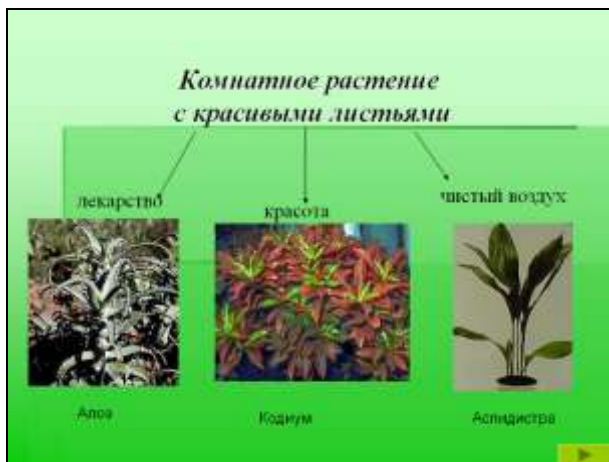 Комнатное растение
с красивыми листьями
лекарство
красота
чистый воздух
Алоэ
Кодиум
Аспидистра